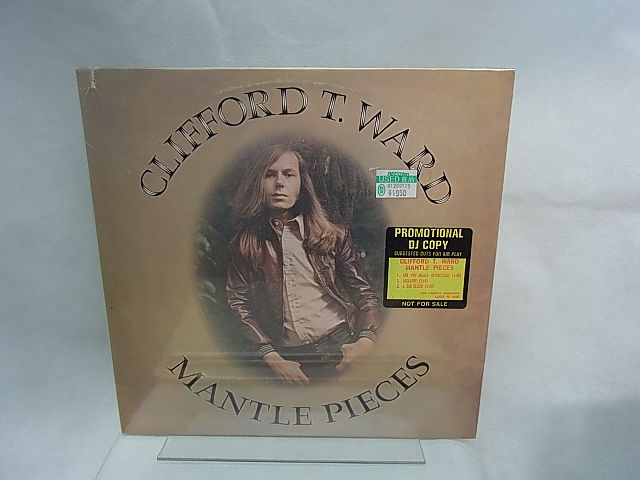 CLIFFORD T. WARD
USED
¥1950
PROMOTIONAL
DJ COPY
SUGGESTED CUTS FOR AIR PLAY
CLIFFORD T. WARD
MANTLE PIECES
NOT FOR SALE
MANTLE PIECES